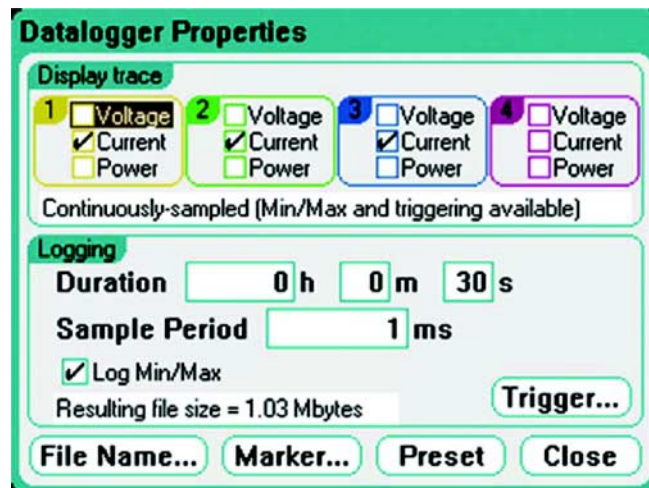 Datalogger Properties
Display trace
1 Voltage Current Power
2 Voltage Current Power
3 Voltage Current Power
4 Voltage Current Power
Continuously-sampled (Min/Max and triggering available)
Logging
Duration 0 h 0 m 30 s
Sample Period 1 ms
Log Min/Max
Resulting file size = 1.03 Mbytes
Trigger...
File Name... Marker... Preset Close